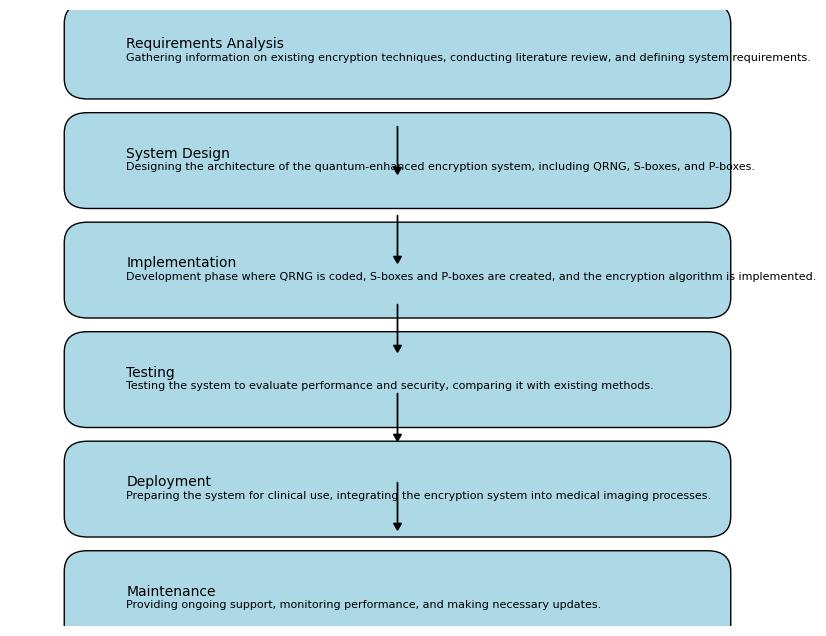 Requirements Analysis
Gathering information on existing encryption techniques, conducting literature review, and defining system requirements.
System Design
Designing the architecture of the quantum-enhanced encryption system, including QRNG, S-boxes, and P-boxes.
Implementation
Development phase where QRNG is coded, S-boxes and P-boxes are created, and the encryption algorithm is implemented.
Testing
Testing the system to evaluate performance and security, comparing it with existing methods.
Deployment
Preparing the system for clinical use, integrating the encryption system into medical imaging processes.
Maintenance
Providing ongoing support, monitoring performance, and making necessary updates.